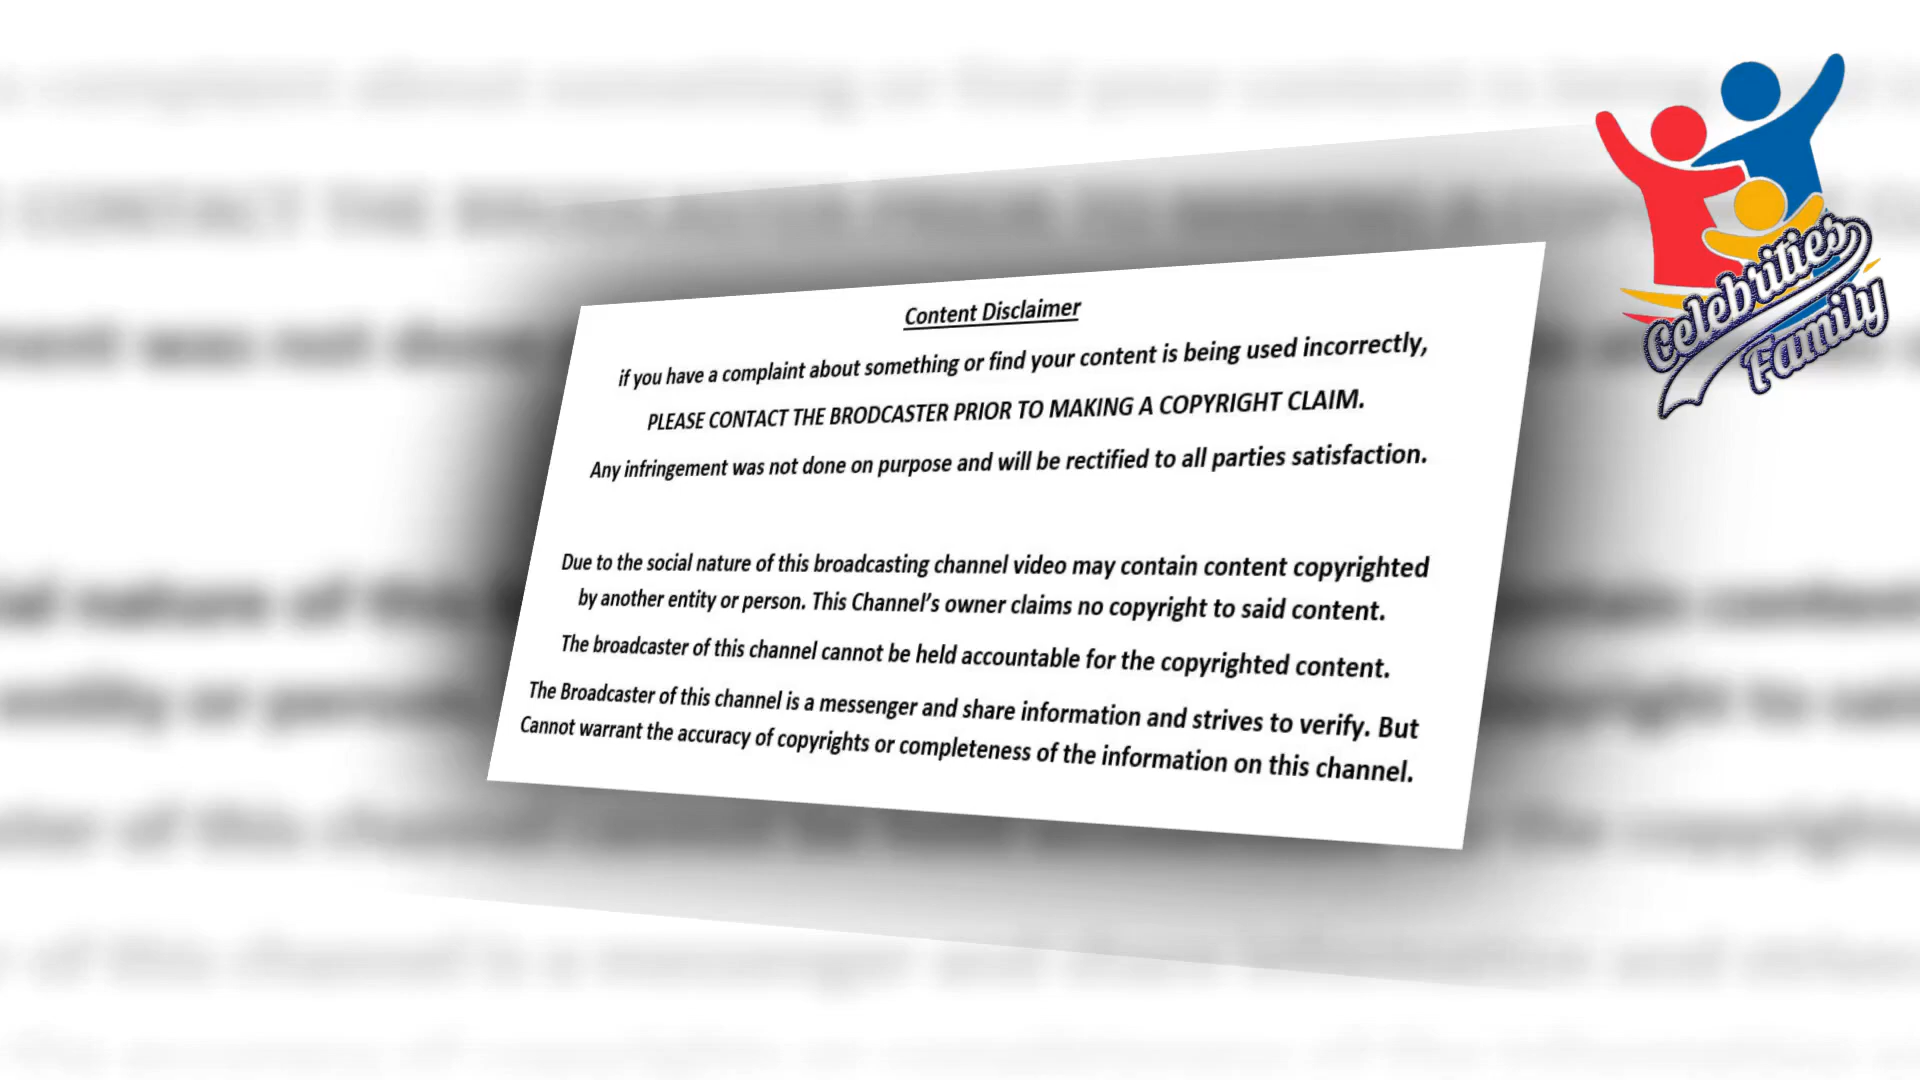 Content Disclaimer
if you have a complaint about something or find your content is being used incorrectly,
PLEASE CONTACT THE BRODCASTER PRIOR TO MAKING A COPYRIGHT CLAIM.
Any infringement was not done on purpose and will be rectified to all parties satisfaction.
Due to the social nature of this broadcasting channel video may contain content copyrighted
by another entity or person. This Channel’s owner claims no copyright to said content.
The broadcaster of this channel cannot be held accountable for the copyrighted content.
The Broadcaster of this channel is a messenger and share information and strives to verify. But
Cannot warrant the accuracy of copyrights or completeness of the information on this channel.
Celebrities
Family